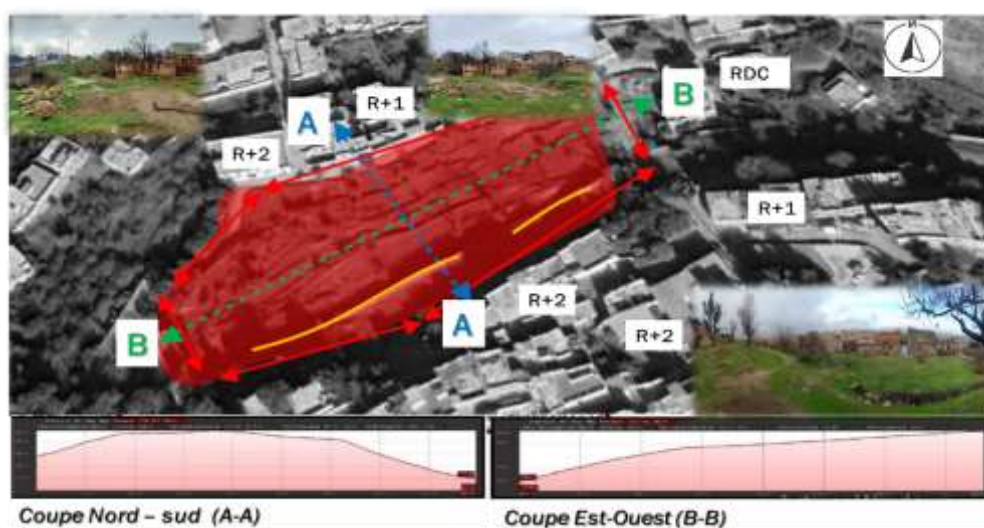 N
RDC
B
R+1
A
R+2
R+1
R+2
A
B
R+2
Coupe Nord – sud (A-A)
Coupe Est-Ouest (B-B)